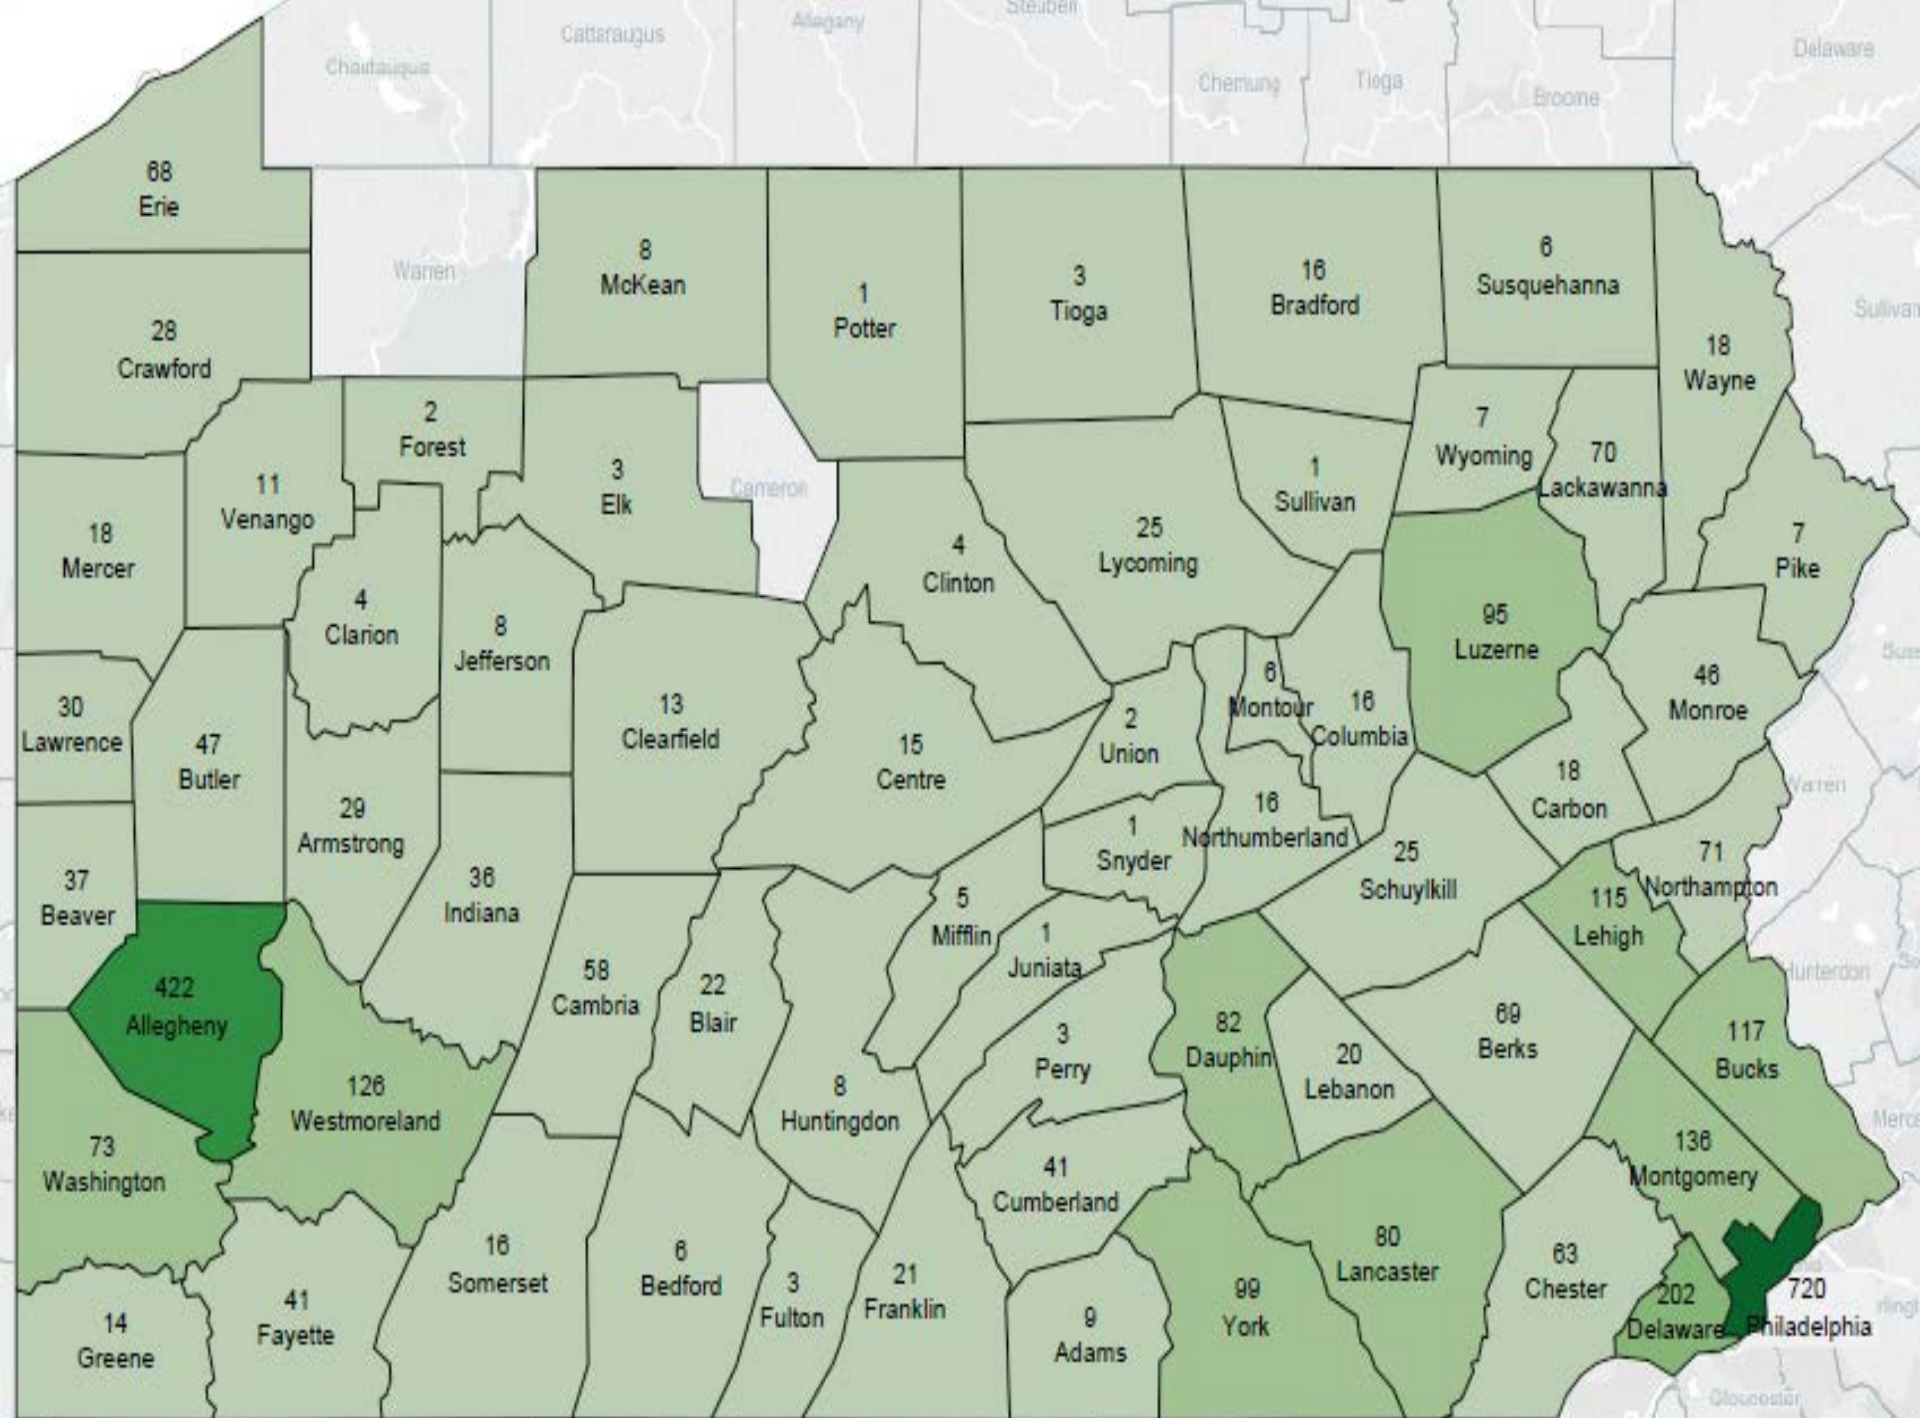 Steuben
Cattaraugus
Allegany
Delaware
Chautauqua
Chemung
Tioga
Broome
68
Erie
Warren
8
McKean
1
Potter
3
Tioga
16
Bradford
6
Susquehanna
Sullivan
28
Crawford
18
Wayne
2
Forest
7
Wyoming
70
Lackawanna
11
Venango
3
Elk
Cameron
1
Sullivan
18
Mercer
25
Lycoming
4
Clinton
7
Pike
4
Clarion
8
Jefferson
95
Luzerne
30
Lawrence
47
Butler
13
Clearfield
15
Centre
2
Union
6
Montour
16
Columbia
46
Monroe
18
Carbon
Warren
29
Armstrong
1
Snyder
16
Northumberland
25
Schuylkill
71
Northampton
37
Beaver
36
Indiana
5
Mifflin
1
Juniata
115
Lehigh
Hunterdon
422
Allegheny
58
Cambria
22
Blair
3
Perry
82
Dauphin
20
Lebanon
69
Berks
117
Bucks
126
Westmoreland
8
Huntingdon
73
Washington
41
Cumberland
136
Montgomery
Merce
16
Somerset
6
Bedford
3
Fulton
21
Franklin
99
York
80
Lancaster
63
Chester
202
Delaware
720
Philadelphia
14
Greene
41
Fayette
9
Adams
Gloucester